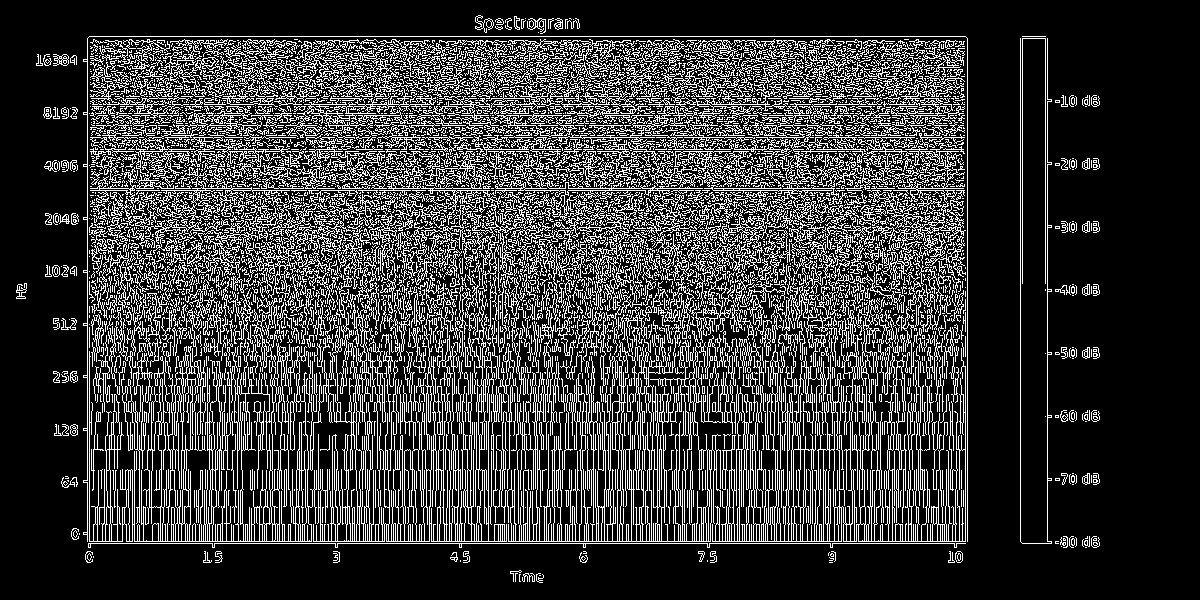 Spectrogram
16384
8192
4096
2048
1024
512
256
128
64
0
Hz
0 1.5 3 4.5 6 7.5 9 10
Time
-10 dB
-20 dB
-30 dB
-40 dB
-50 dB
-60 dB
-70 dB
-80 dB